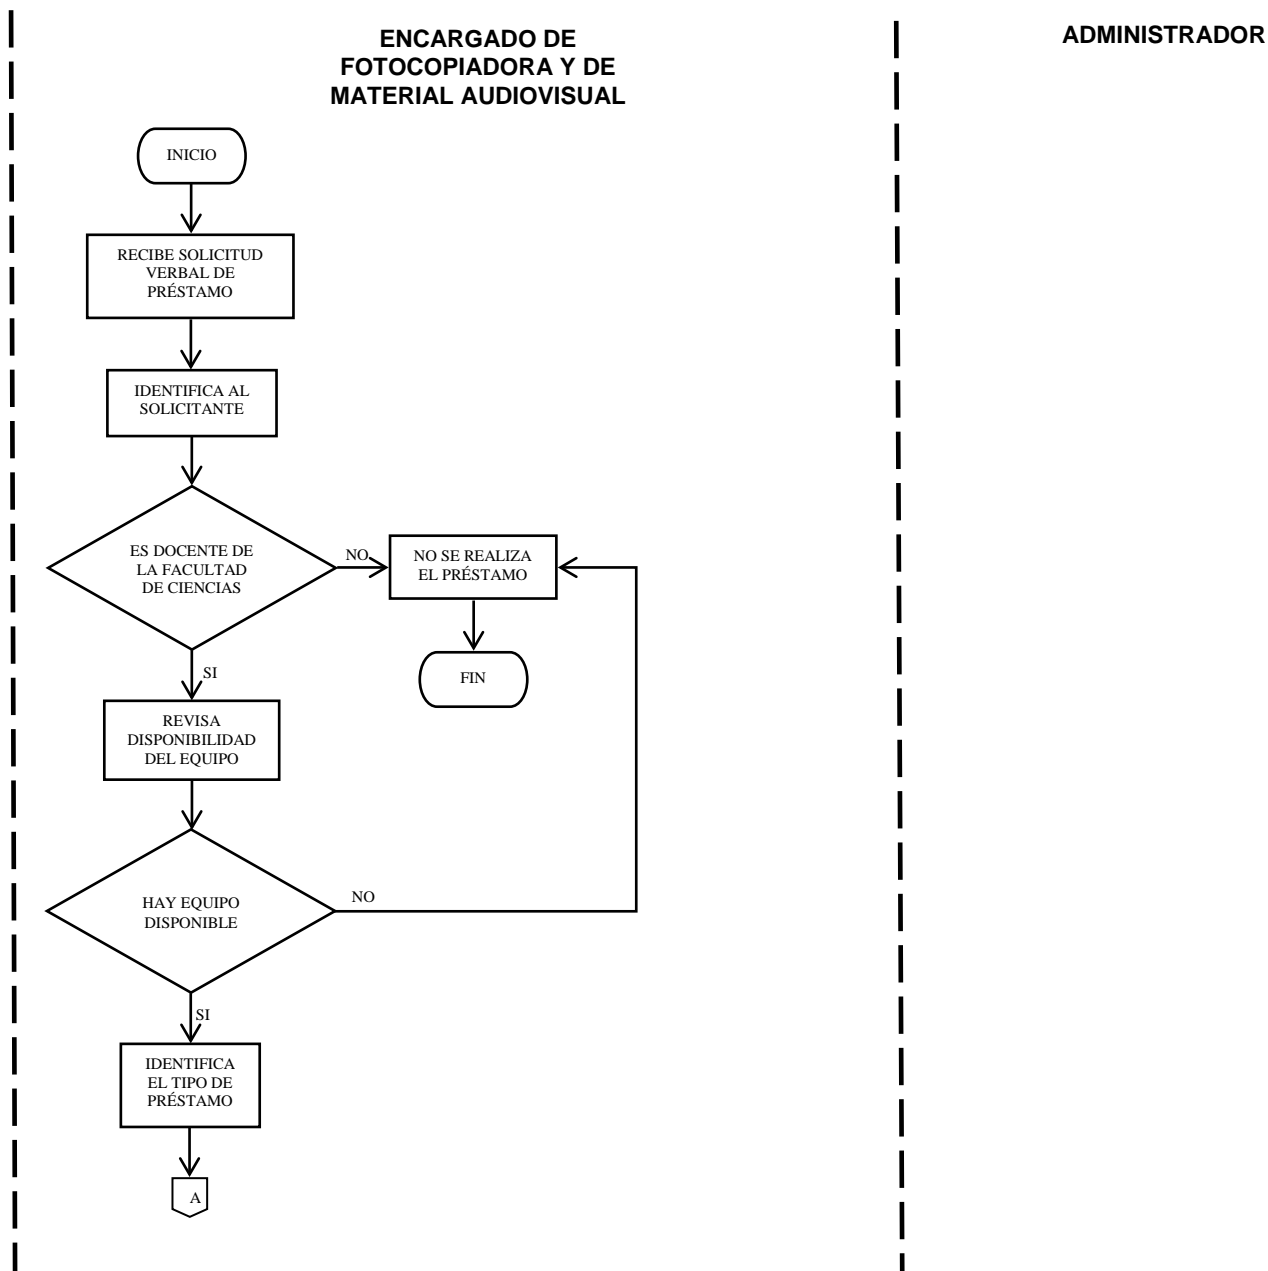 ENCARGADO DE
FOTOCOPIADORA Y DE
MATERIAL AUDIOVISUAL
ADMINISTRADOR
INICIO
RECIBE SOLICITUD
VERBAL DE
PRÉSTAMO
IDENTIFICA AL
SOLICITANTE
ES DOCENTE DE
LA FACULTAD
DE CIENCIAS
NO
NO SE REALIZA
EL PRÉSTAMO
FIN
SI
REVISA
DISPONIBILIDAD
DEL EQUIPO
HAY EQUIPO
DISPONIBLE
NO
SI
IDENTIFICA
EL TIPO DE
PRÉSTAMO
A